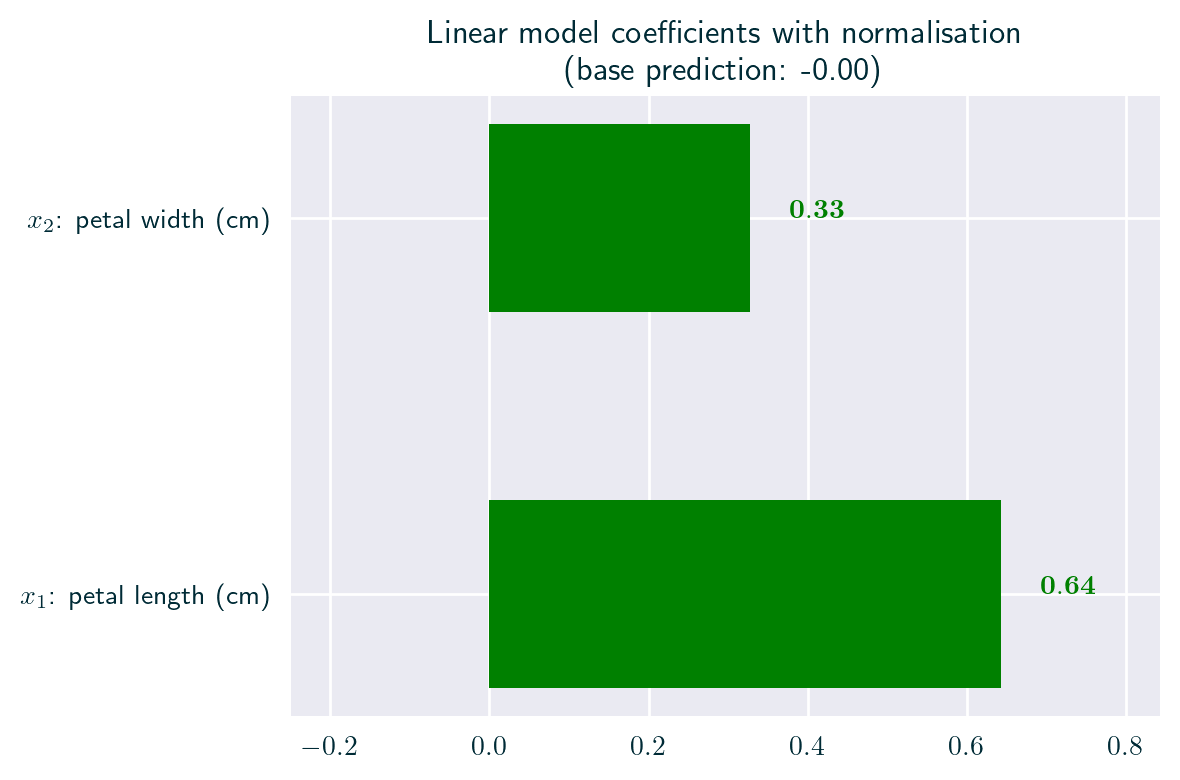 Linear model coefficients with normalisation
(base prediction: -0.00)
x₂: petal width (cm)
0.33
x₁: petal length (cm)
0.64
−0.2 0.0 0.2 0.4 0.6 0.8